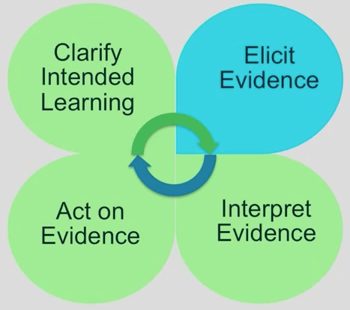 Clarify
Intended
Learning
Elicit
Evidence
Act on
Evidence
Interpret
Evidence